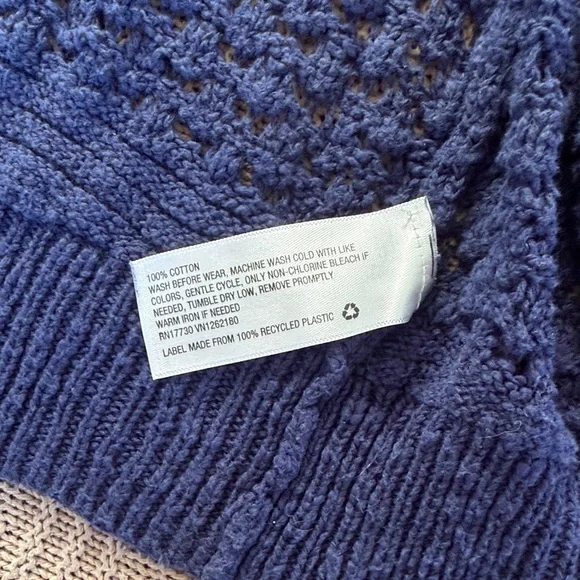 100% COTTON
WASH BEFORE WEAR, MACHINE WASH COLD WITH LIKE
COLORS, GENTLE CYCLE, ONLY NON-CHLORINE BLEACH IF
NEEDED, TUMBLE DRY LOW, REMOVE PROMPTLY
WARM IRON IF NEEDED
RN17730 VN1262180
LABEL MADE FROM 100% RECYCLED PLASTIC